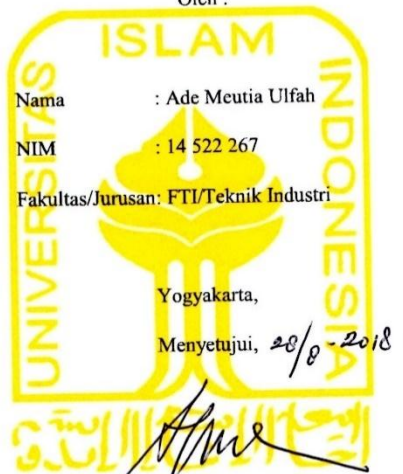 Oleh :
ISLAM
UNIVERSITAS
INDONESIA
Nama : Ade Meutia Ulfah
NIM : 14 522 267
Fakultas/Jurusan: FTI/Teknik Industri
Yogyakarta,
Menyetujui, 28/8-2018